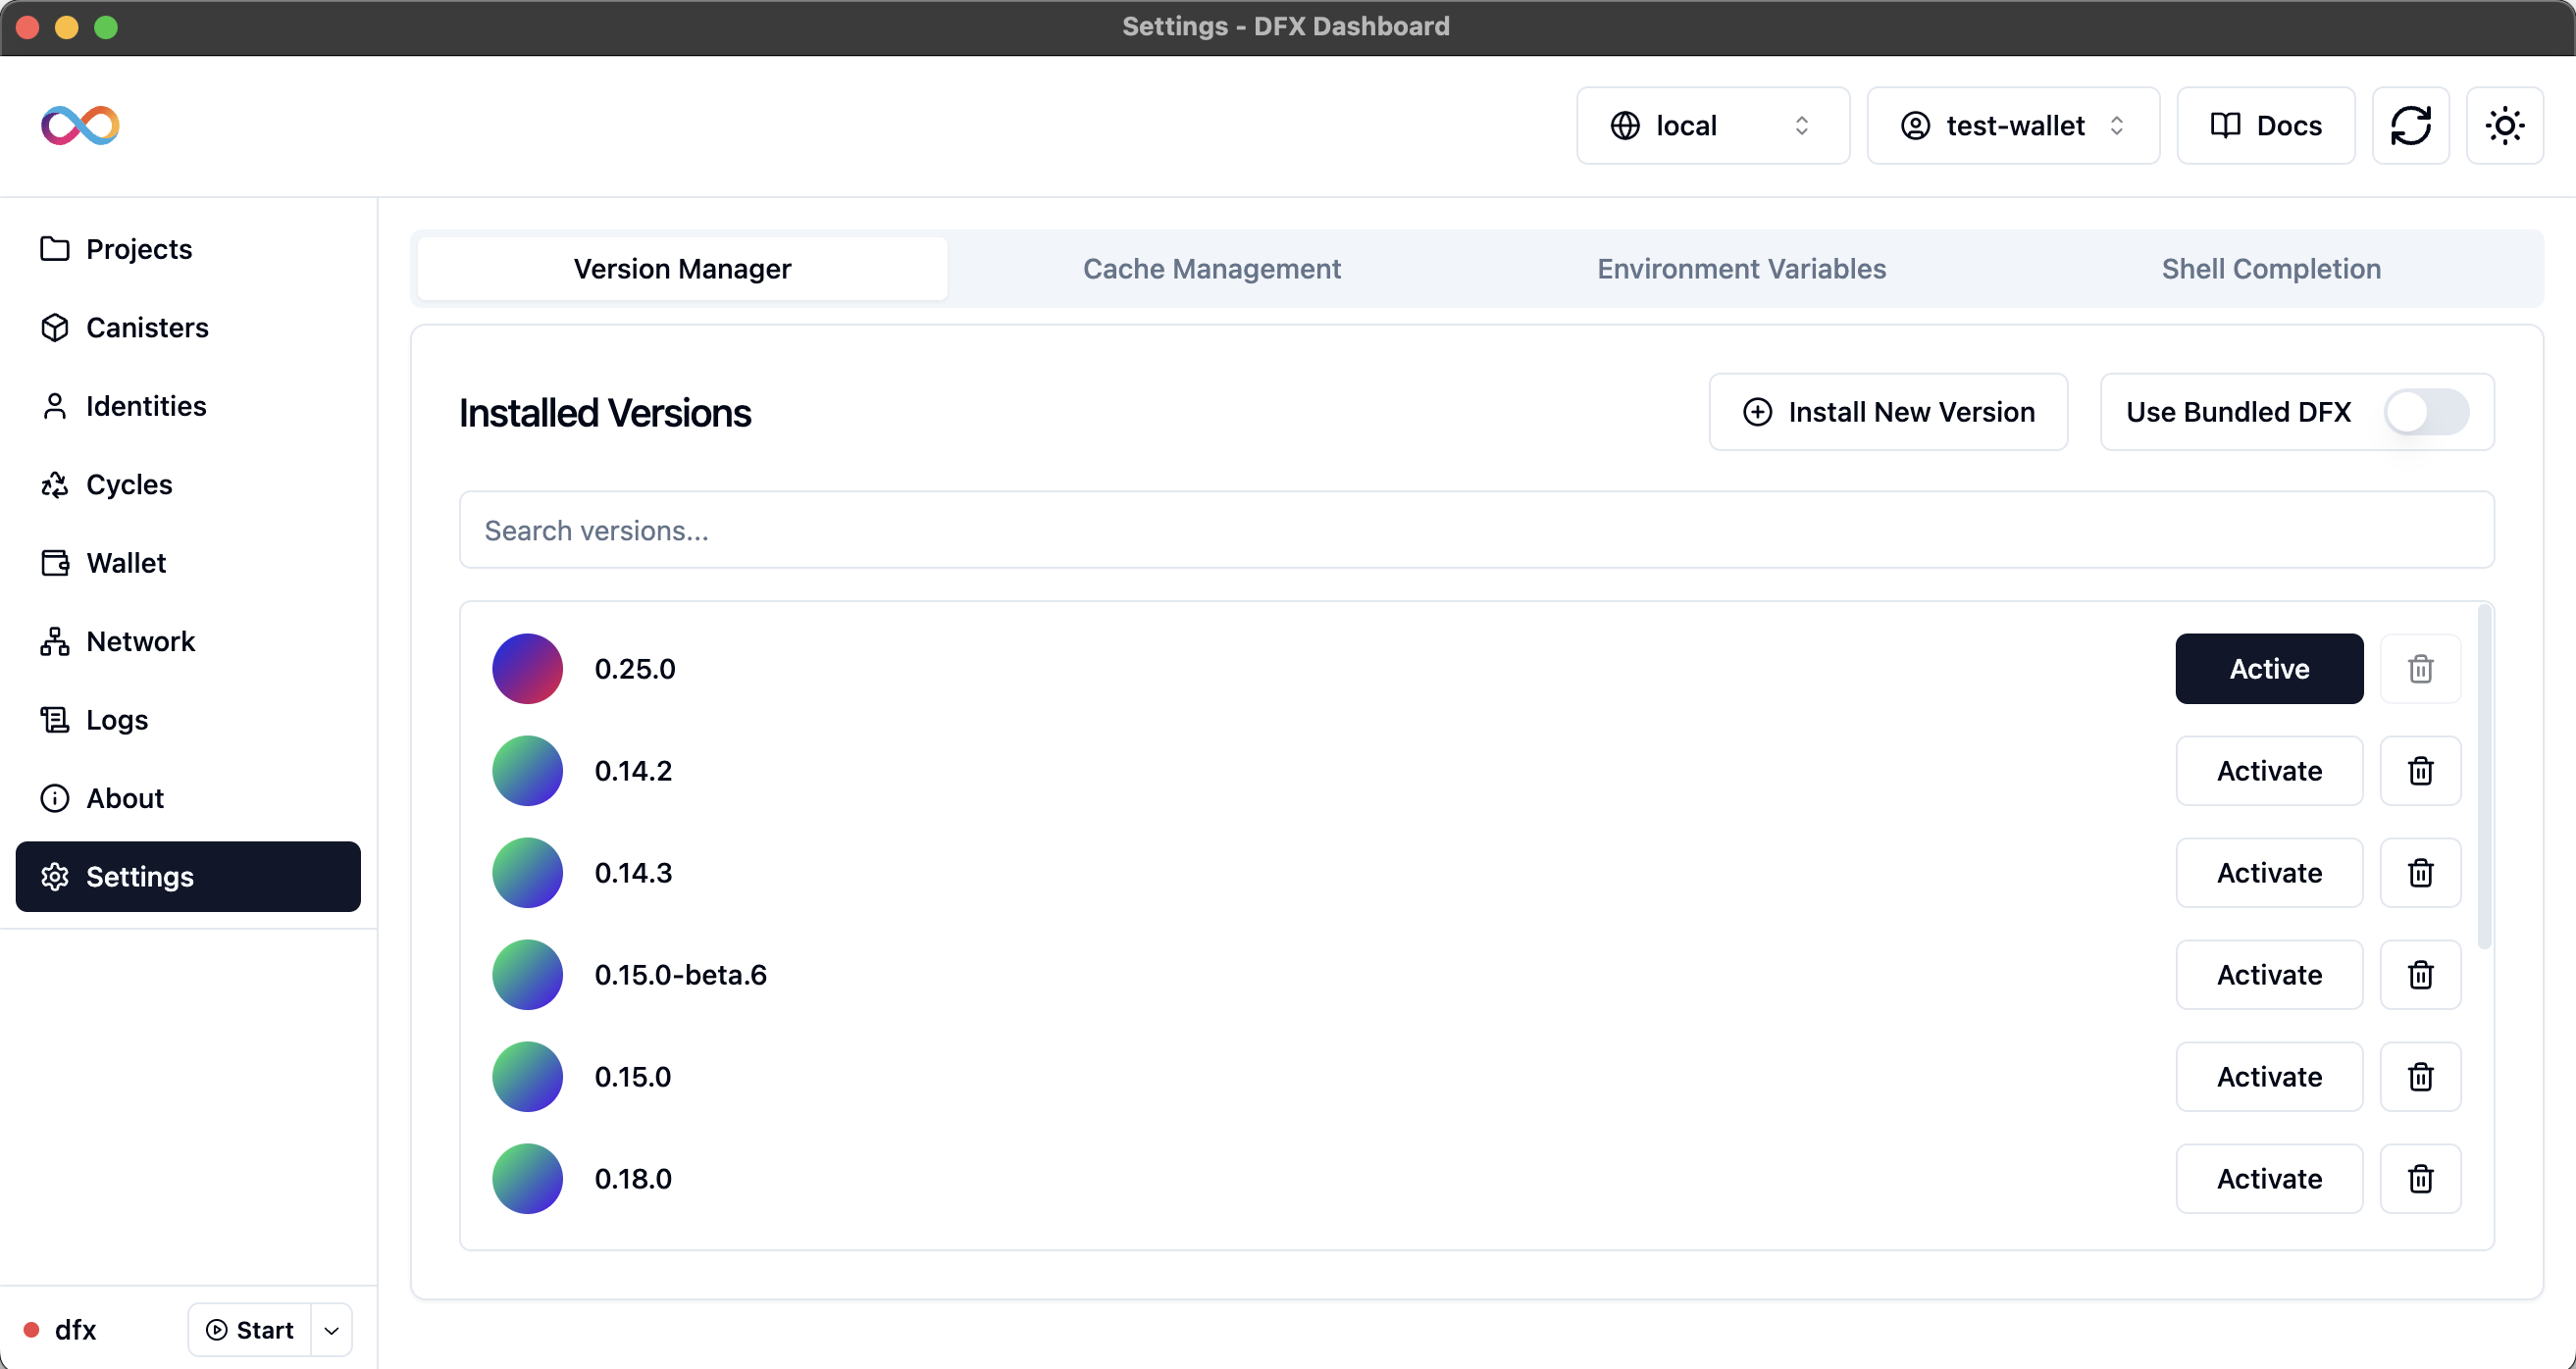 Settings - DFX Dashboard
local
test-wallet
Docs
Projects
Canisters
Identities
Cycles
Wallet
Network
Logs
About
Settings
Version Manager
Cache Management
Environment Variables
Shell Completion
Installed Versions
Install New Version
Use Bundled DFX
Search versions...
0.25.0
Active
0.14.2
Activate
0.14.3
Activate
0.15.0-beta.6
Activate
0.15.0
Activate
0.18.0
Activate
dfx
Start